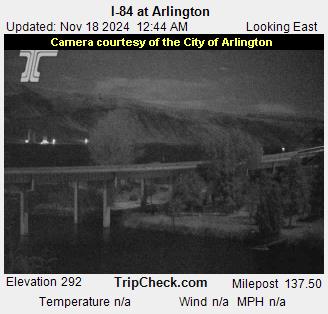 I-84 at Arlington
Updated: Nov 18 2024 12:44 AM Looking East
Camera courtesy of the City of Arlington
Elevation 292 TripCheck.com Milepost 137.50
Temperature n/a Wind n/a MPH n/a